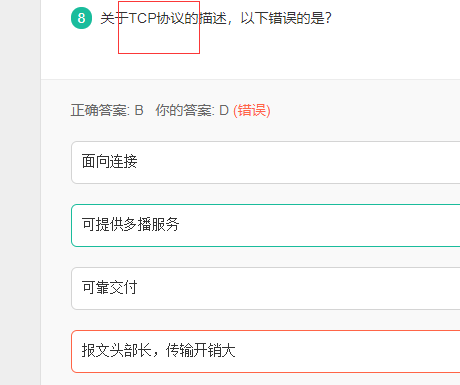 8 关于TCP协议的描述，以下错误的是？
正确答案: B 你的答案: D (错误)
面向连接
可提供多播服务
可靠交付
报文头部长，传输开销大